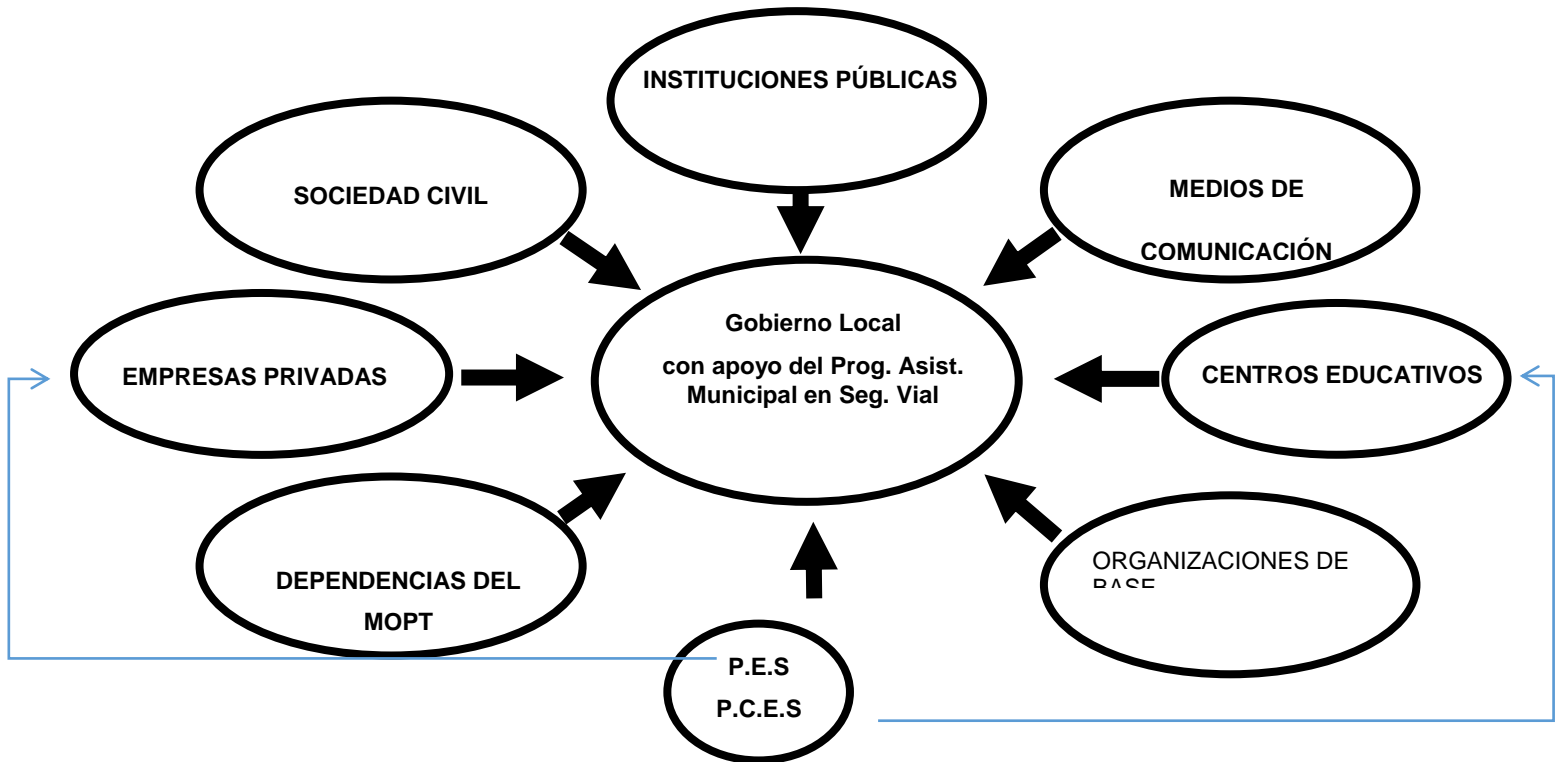 INSTITUCIONES PÚBLICAS
SOCIEDAD CIVIL
MEDIOS DE
COMUNICACIÓN
Gobierno Local
con apoyo del Prog. Asist.
Municipal en Seg. Vial
EMPRESAS PRIVADAS
CENTROS EDUCATIVOS
DEPENDENCIAS DEL
MOPT
ORGANIZACIONES DE
BASE
P.E.S
P.C.E.S